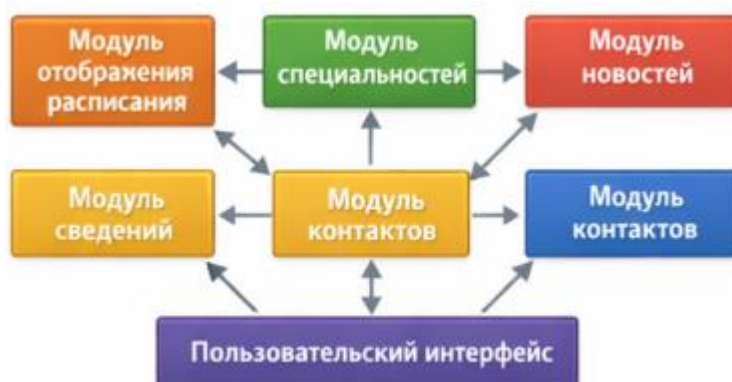 Модуль
отображения
расписания
Модуль
специальностей
Модуль
новостей
Модуль
сведений
Модуль
контактов
Модуль
контактов
Пользовательский интерфейс